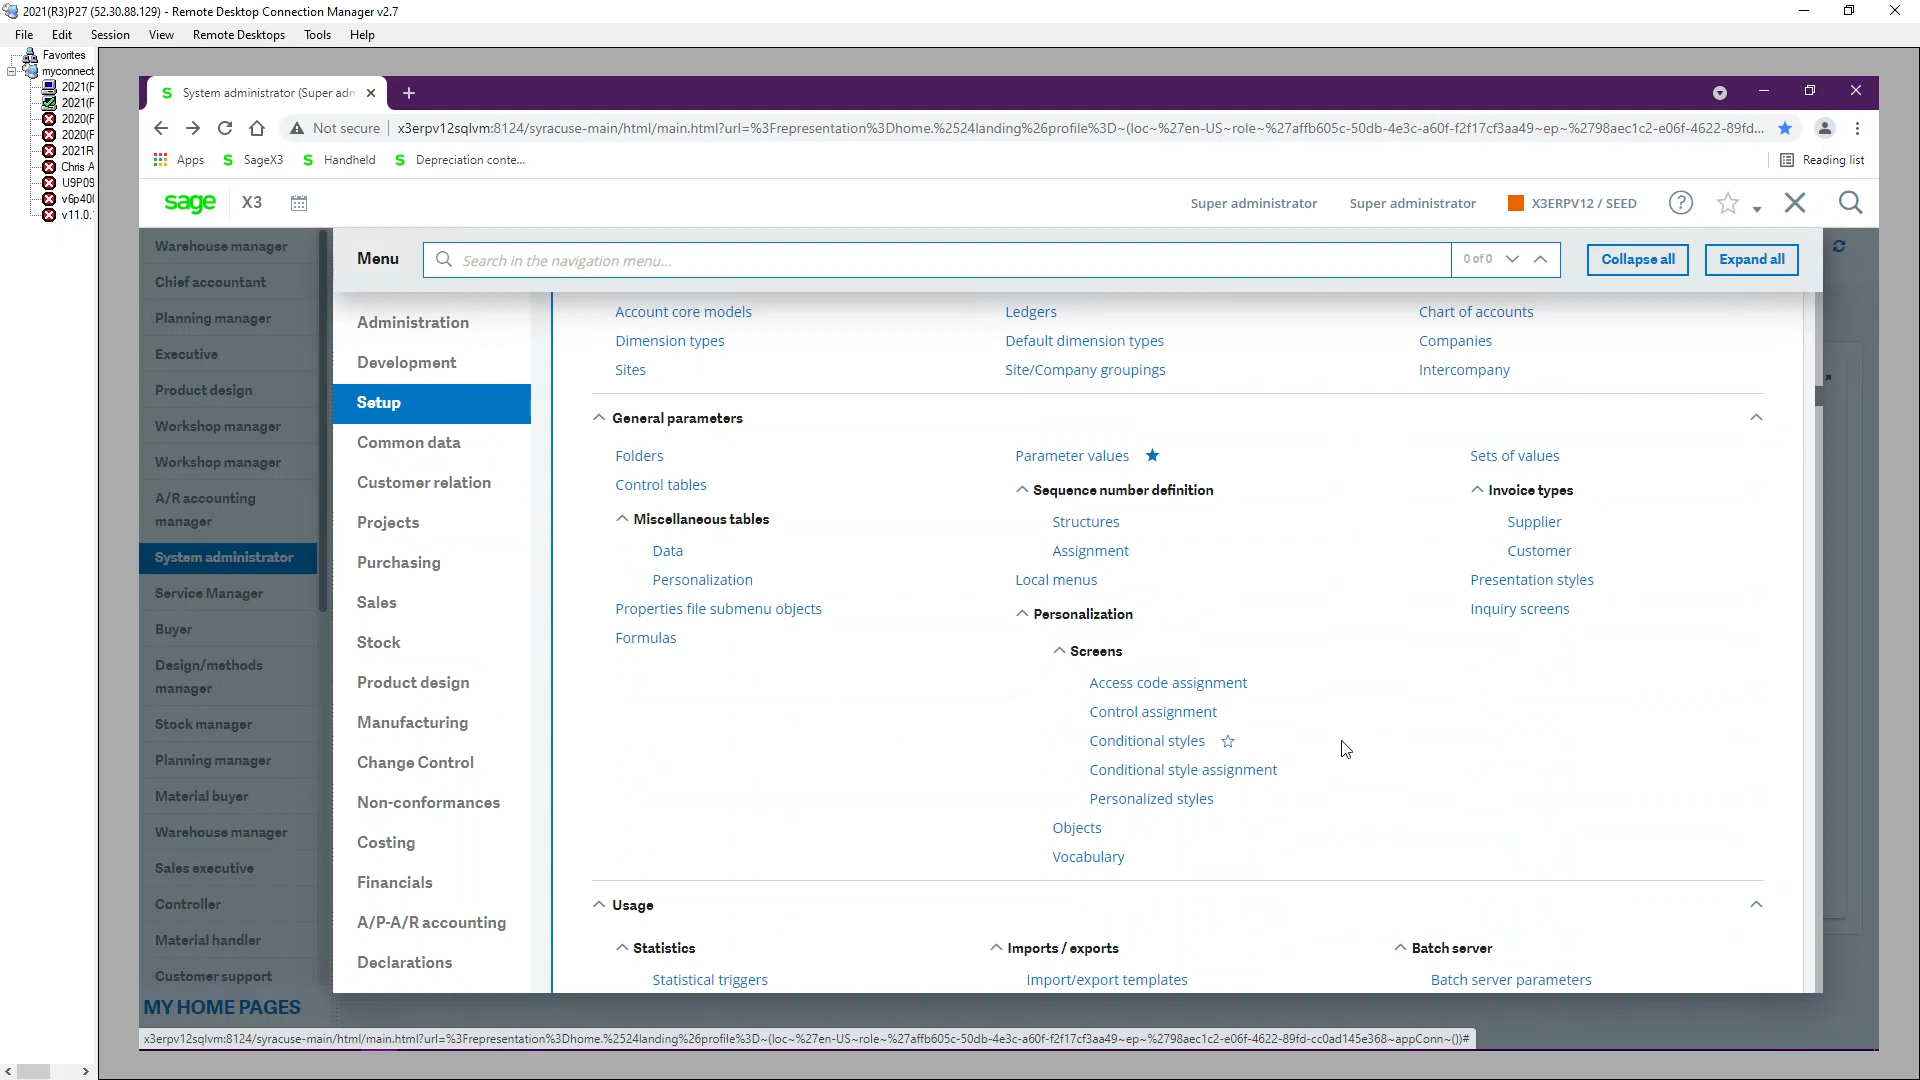 2021(R3)P27 (52.30.88.129) - Remote Desktop Connection Manager v2.7
File Edit Session View Remote Desktops Tools Help
Favorites
myconnect
2021(F
2021(F
2020(F
2020(F
2021R
Chris A
U9P09
v6p40(
v11.0.
System administrator (Super adm
Not secure x3erpv12sqlvm:8124/syracuse-main/html/main.html?url=%3Frepresentation%3Dhome.%2524landing%26profile%3D~(loc~%27en-US~role~%27affb605c-50db-4e3c-a60f-f2f17cf3aa49~ep~%2798aec1c2-e06f-4622-89fd...
Apps SageX3 Handheld Depreciation conte... Reading list
sage X3 Super administrator Super administrator X3ERPV12 / SEED
Menu Search in the navigation menu... 0 of 0 Collapse all Expand all
Warehouse manager
Chief accountant
Planning manager
Executive
Product design
Workshop manager
Workshop manager
A/R accounting
manager
System administrator
Service Manager
Buyer
Design/methods
manager
Stock manager
Planning manager
Material buyer
Warehouse manager
Sales executive
Controller
Material handler
Customer support
MY HOME PAGES
Administration
Development
Setup
Common data
Customer relation
Projects
Purchasing
Sales
Stock
Product design
Manufacturing
Change Control
Non-conformances
Costing
Financials
A/P-A/R accounting
Declarations
Account core models Ledgers Chart of accounts
Dimension types Default dimension types Companies
Sites Site/Company groupings Intercompany
General parameters
Folders
Control tables
Miscellaneous tables
Data
Personalization
Properties file submenu objects
Formulas
Parameter values
Sequence number definition
Structures
Assignment
Local menus
Personalization
Screens
Access code assignment
Control assignment
Conditional styles
Conditional style assignment
Personalized styles
Objects
Vocabulary
Sets of values
Invoice types
Supplier
Customer
Presentation styles
Inquiry screens
Usage
Statistics Imports / exports Batch server
Statistical triggers Import/export templates Batch server parameters
x3erpv12sqlvm:8124/syracuse-main/html/main.html?url=%3Frepresentation%3Dhome.%2524landing%26profile%3D~(loc~%27en-US~role~%27affb605c-50db-4e3c-a60f-f2f17cf3aa49~ep~%2798aec1c2-e06f-4622-89fd-cc0ad145e368~appConn~())#